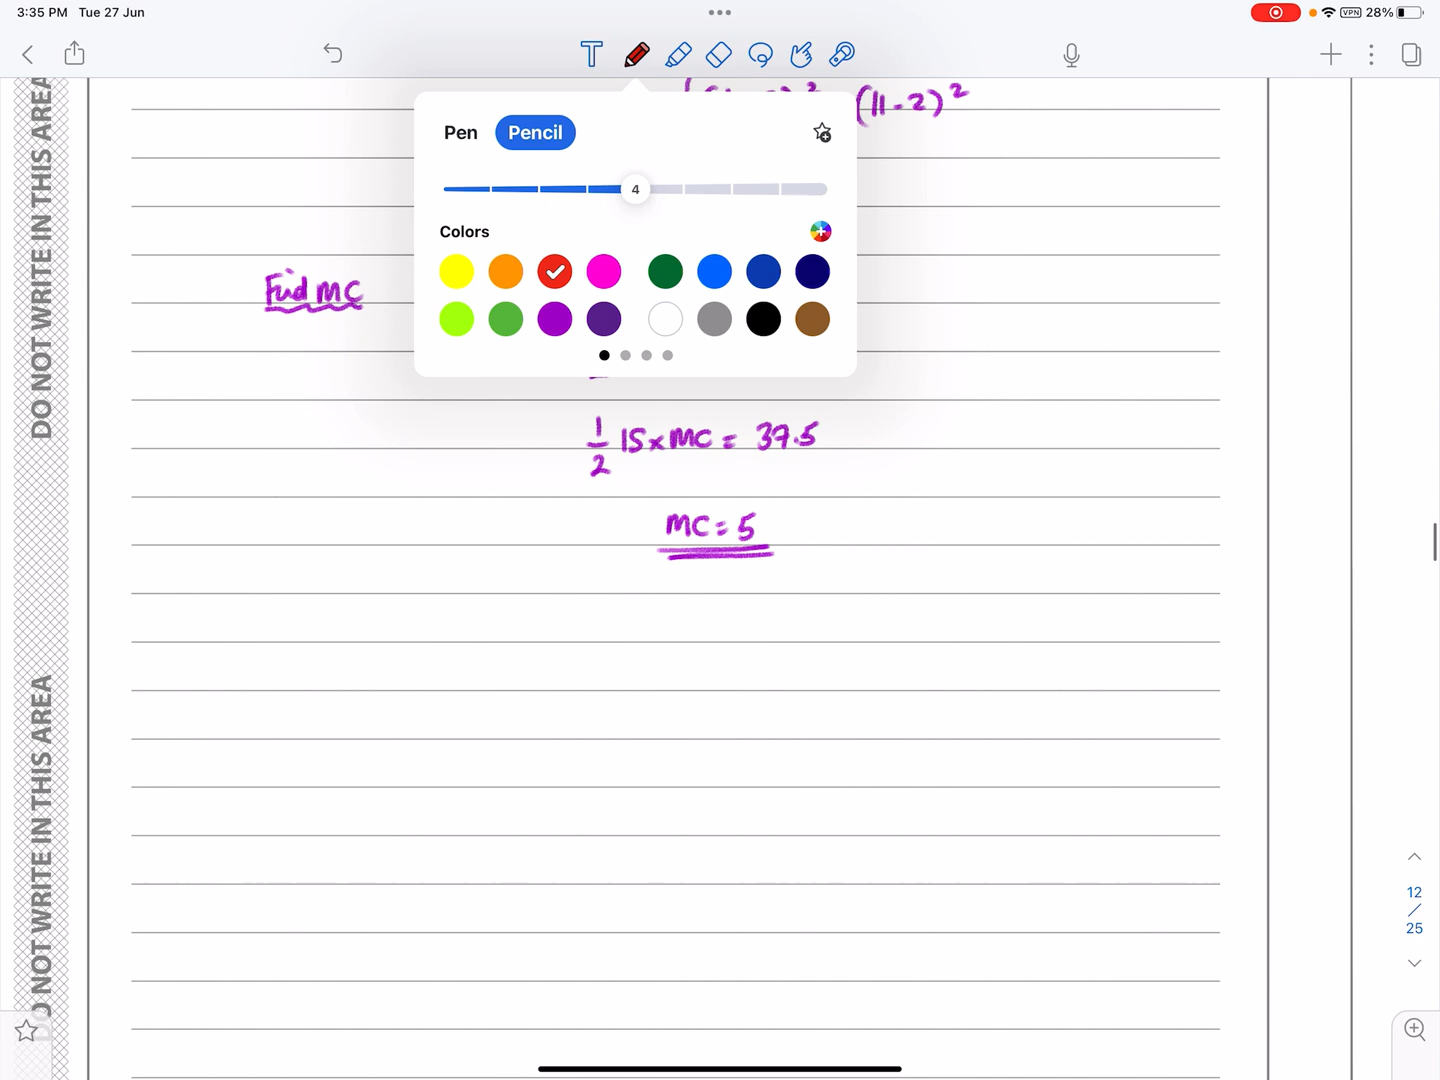 3:35 PM Tue 27 Jun
VPN 28%
T
(11-2)²
Pen Pencil
4
Colors
DO NOT WRITE IN THIS AREA
Find MC
1/2 15×MC = 37.5
MC = 5
DO NOT WRITE IN THIS AREA
12
/
25